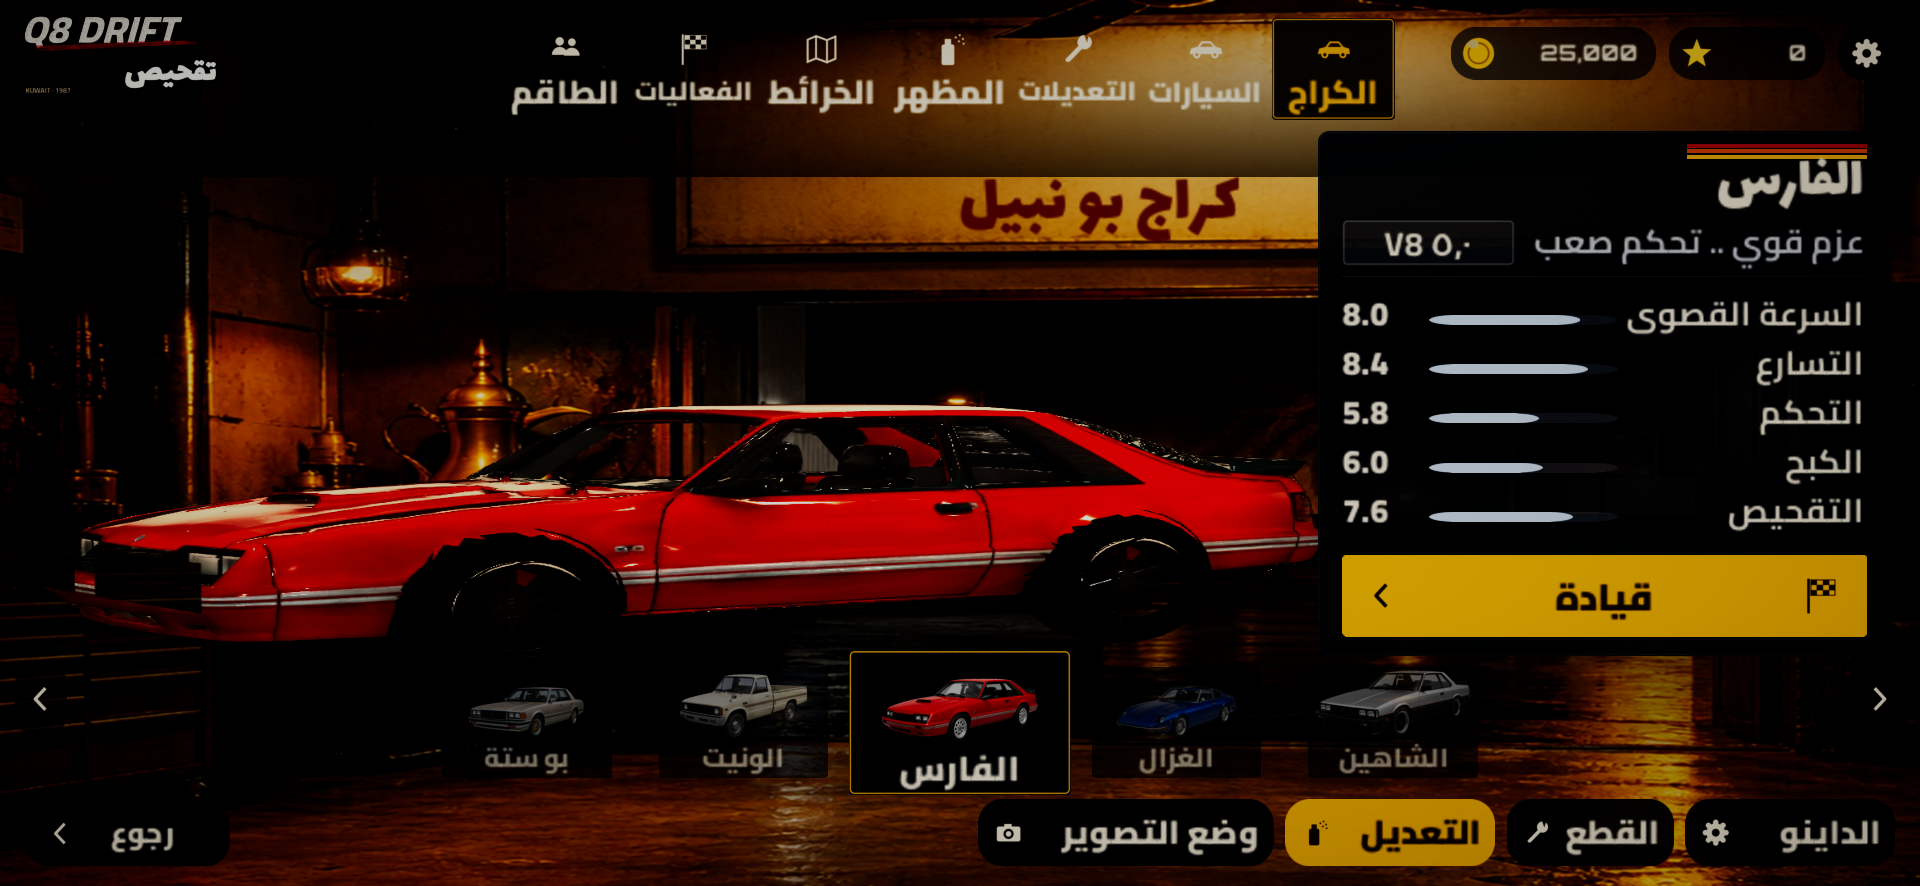 Q8 DRIFT
تقحيص
KUWAIT · 1987
الكراج
السيارات
التعديلات
المظهر
الخرائط
الفعاليات
الطاقم
25,000
0
كراج بو نبيل
الفارس
عزم قوي .. تحكم صعب
V8 ٥,٠
السرعة القصوى 8.0
التسارع 8.4
التحكم 5.8
الكبح 6.0
التقحيص 7.6
قيادة
الشاهين
الغزال
الفارس
الونيت
بو ستة
الداينو
القطع
التعديل
وضع التصوير
رجوع